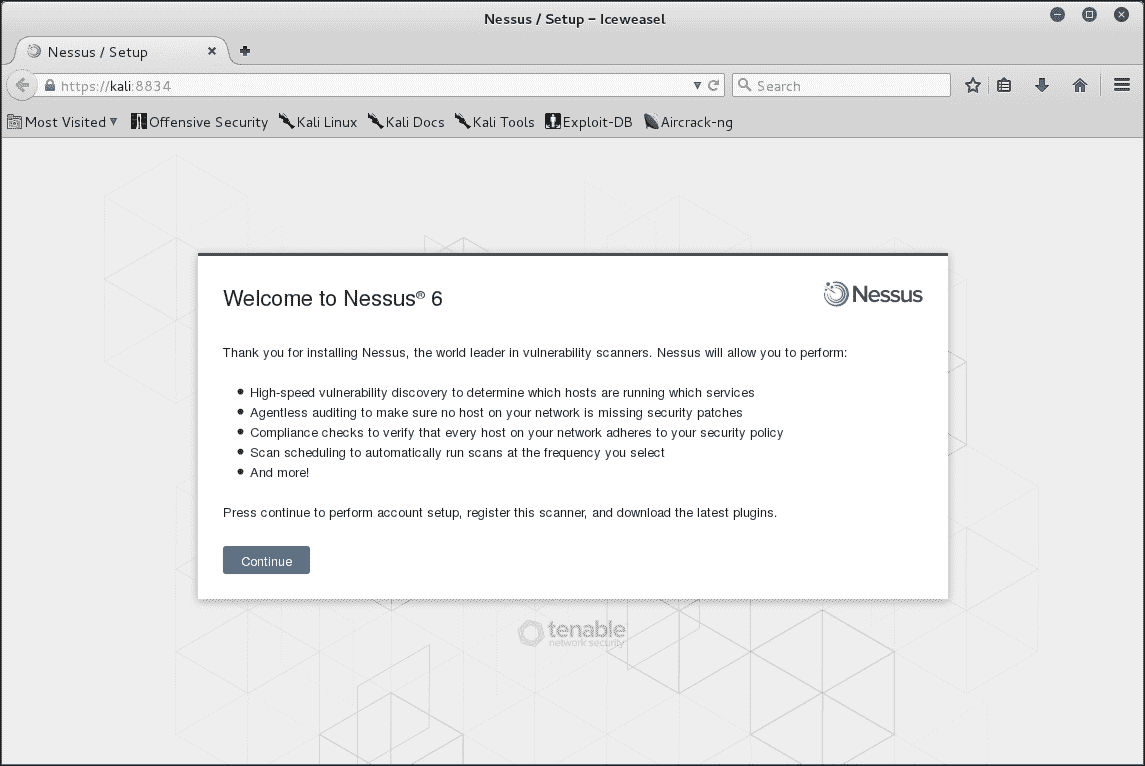 Nessus / Setup – Iceweasel
Nessus / Setup
https://kali:8834
Search
Most Visited
Offensive Security
Kali Linux
Kali Docs
Kali Tools
Exploit-DB
Aircrack-ng
Welcome to Nessus® 6
Nessus
Thank you for installing Nessus, the world leader in vulnerability scanners. Nessus will allow you to perform:
• High-speed vulnerability discovery to determine which hosts are running which services
• Agentless auditing to make sure no host on your network is missing security patches
• Compliance checks to verify that every host on your network adheres to your security policy
• Scan scheduling to automatically run scans at the frequency you select
• And more!
Press continue to perform account setup, register this scanner, and download the latest plugins.
Continue
tenable
network security